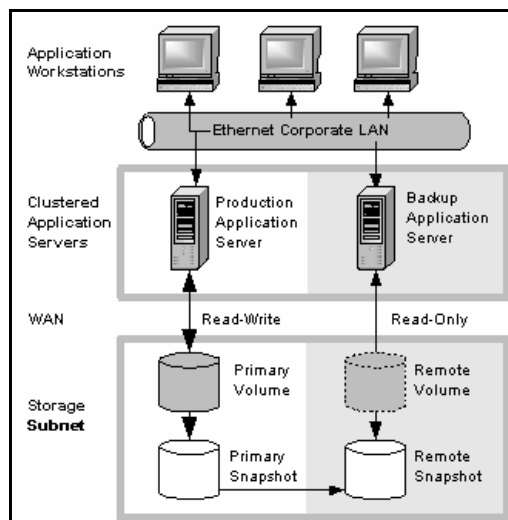 Application
Workstations
Ethernet Corporate LAN
Clustered
Application
Servers
Production
Application
Server
Backup
Application
Server
WAN
Read-Write
Read-Only
Primary
Volume
Remote
Volume
Storage
Subnet
Primary
Snapshot
Remote
Snapshot